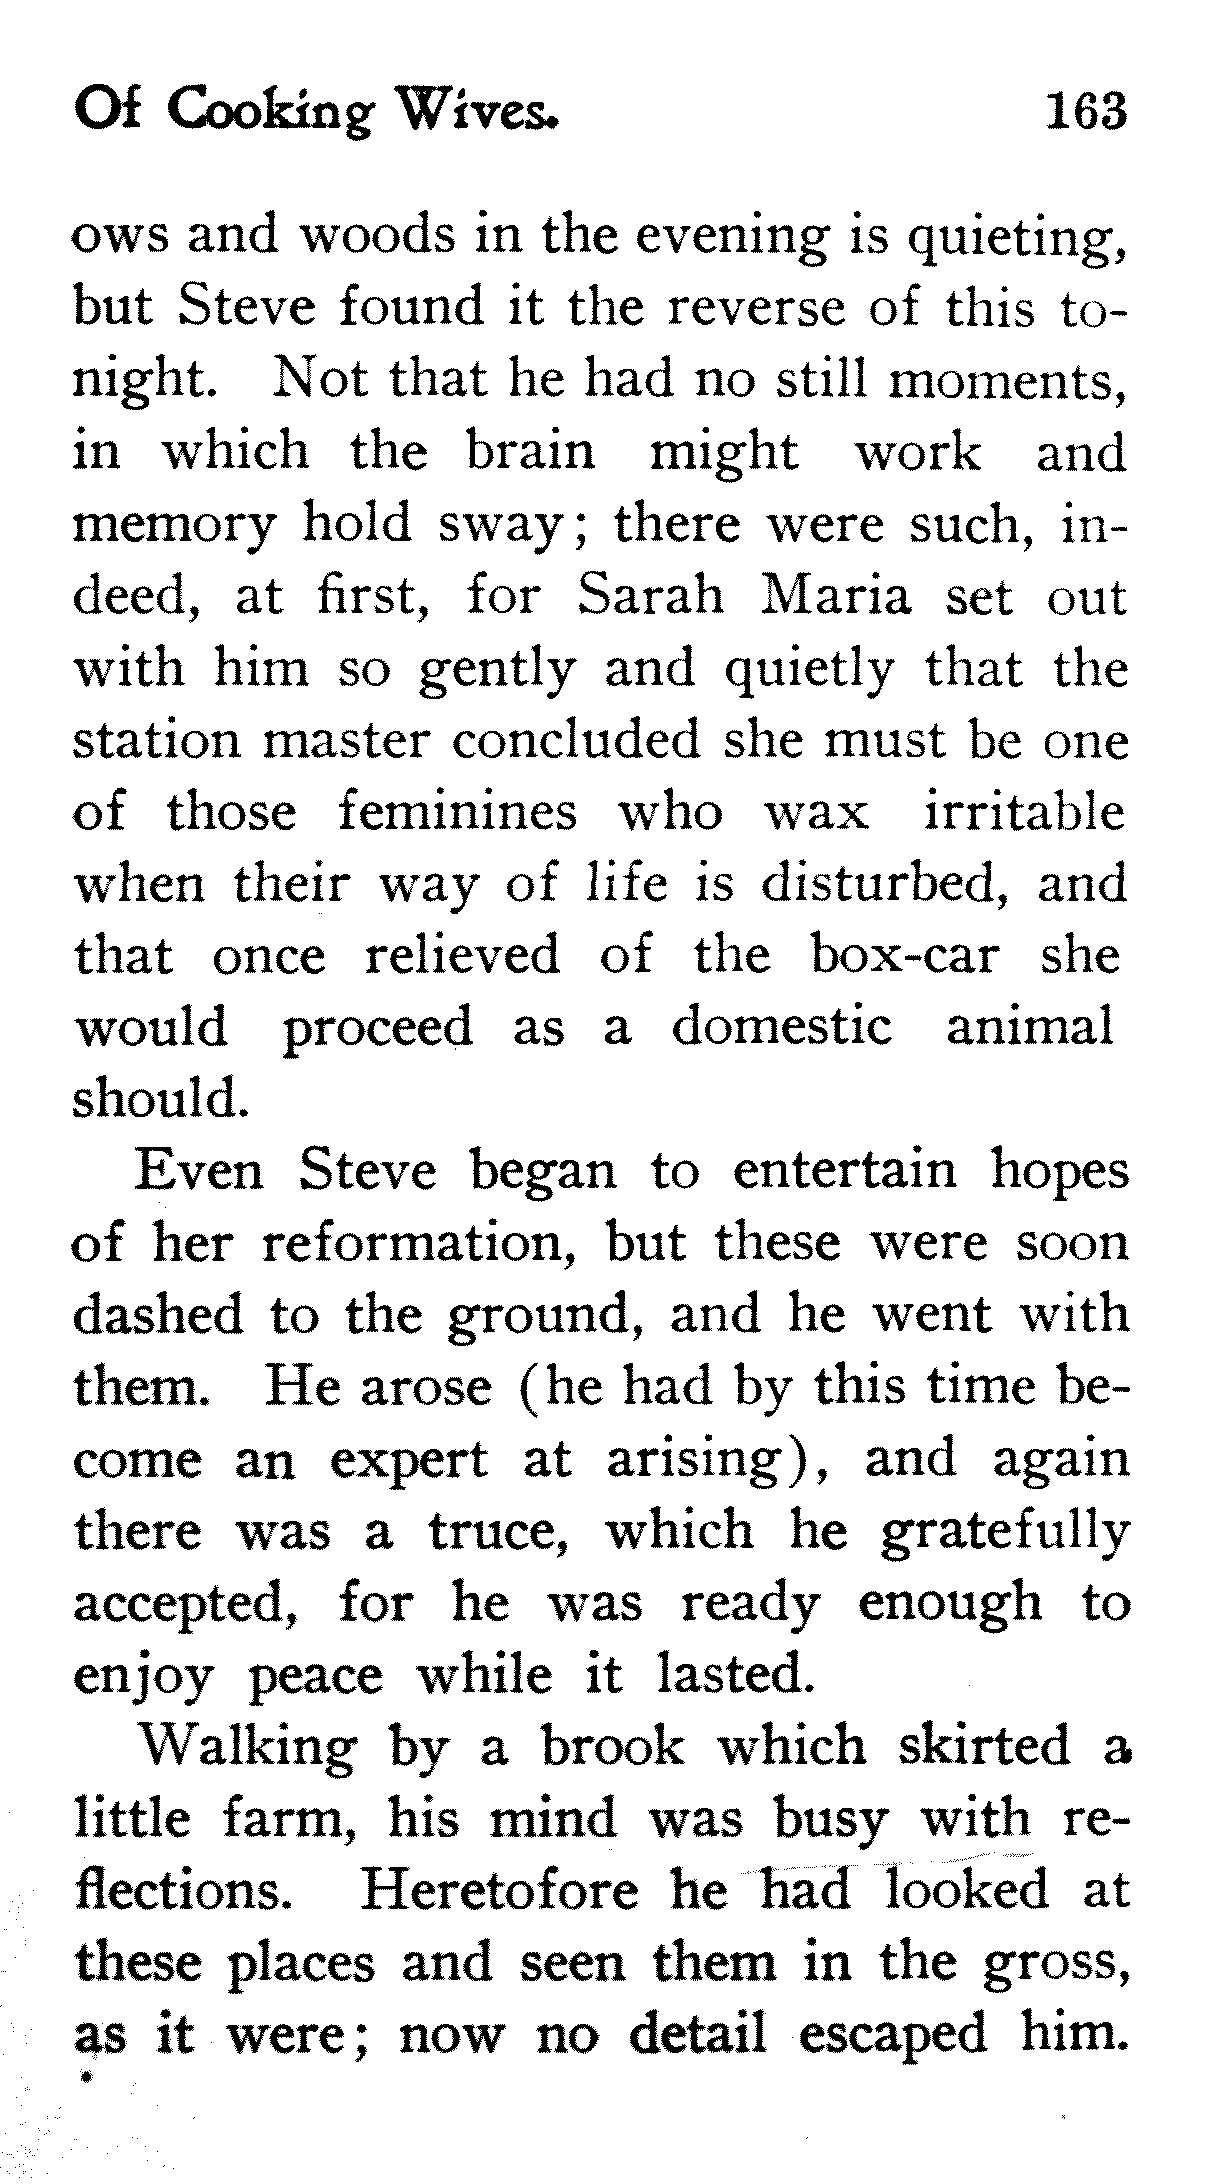 Of Cooking Wives. 163
ows and woods in the evening is quieting,
but Steve found it the reverse of this to-
night. Not that he had no still moments,
in which the brain might work and
memory hold sway; there were such, in-
deed, at first, for Sarah Maria set out
with him so gently and quietly that the
station master concluded she must be one
of those feminines who wax irritable
when their way of life is disturbed, and
that once relieved of the box-car she
would proceed as a domestic animal
should.
Even Steve began to entertain hopes
of her reformation, but these were soon
dashed to the ground, and he went with
them. He arose (he had by this time be-
come an expert at arising), and again
there was a truce, which he gratefully
accepted, for he was ready enough to
enjoy peace while it lasted.
Walking by a brook which skirted a
little farm, his mind was busy with re-
flections. Heretofore he had looked at
these places and seen them in the gross,
as it were; now no detail escaped him.